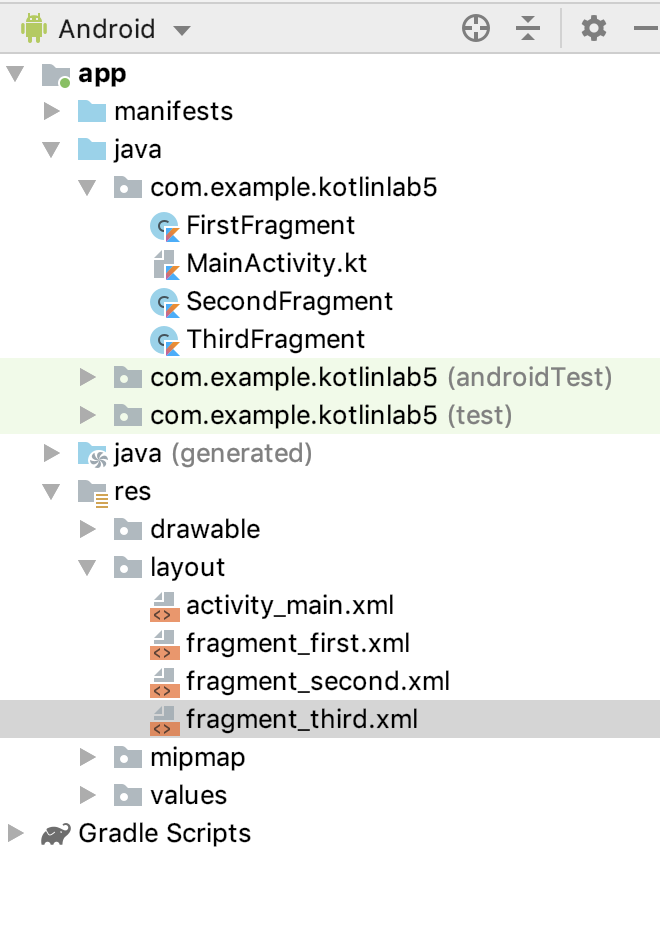 Android
app
manifests
java
com.example.kotlinlab5
FirstFragment
MainActivity.kt
SecondFragment
ThirdFragment
com.example.kotlinlab5 (androidTest)
com.example.kotlinlab5 (test)
java (generated)
res
drawable
layout
activity_main.xml
fragment_first.xml
fragment_second.xml
fragment_third.xml
mipmap
values
Gradle Scripts